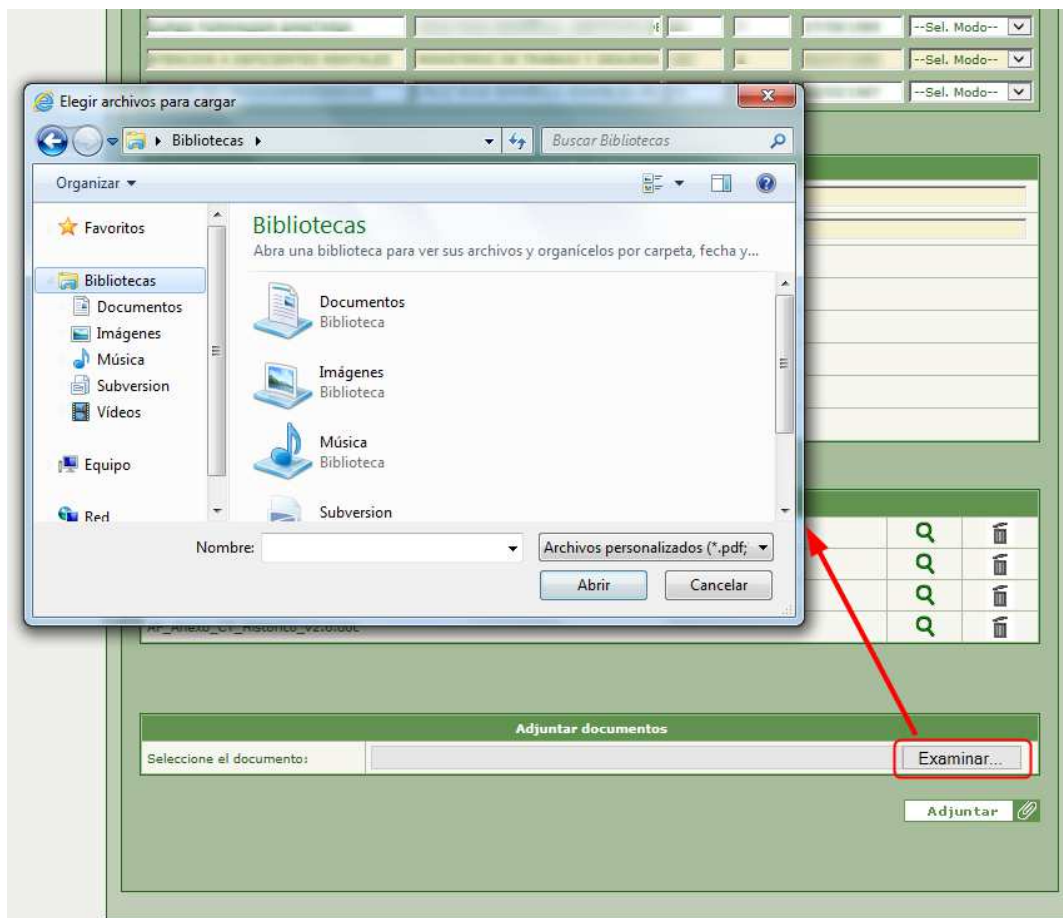 --Sel. Modo--
--Sel. Modo--
--Sel. Modo--
Elegir archivos para cargar
Bibliotecas
Buscar Bibliotecas
Organizar
Favoritos
Bibliotecas
Documentos
Imágenes
Música
Subversion
Vídeos
Equipo
Red
Bibliotecas
Abra una biblioteca para ver sus archivos y organícelos por carpeta, fecha y...
Documentos
Biblioteca
Imágenes
Biblioteca
Música
Biblioteca
Subversion
Nombre:
Archivos personalizados (*.pdf;
Abrir
Cancelar
Adjuntar documentos
Seleccione el documento:
Examinar...
Adjuntar